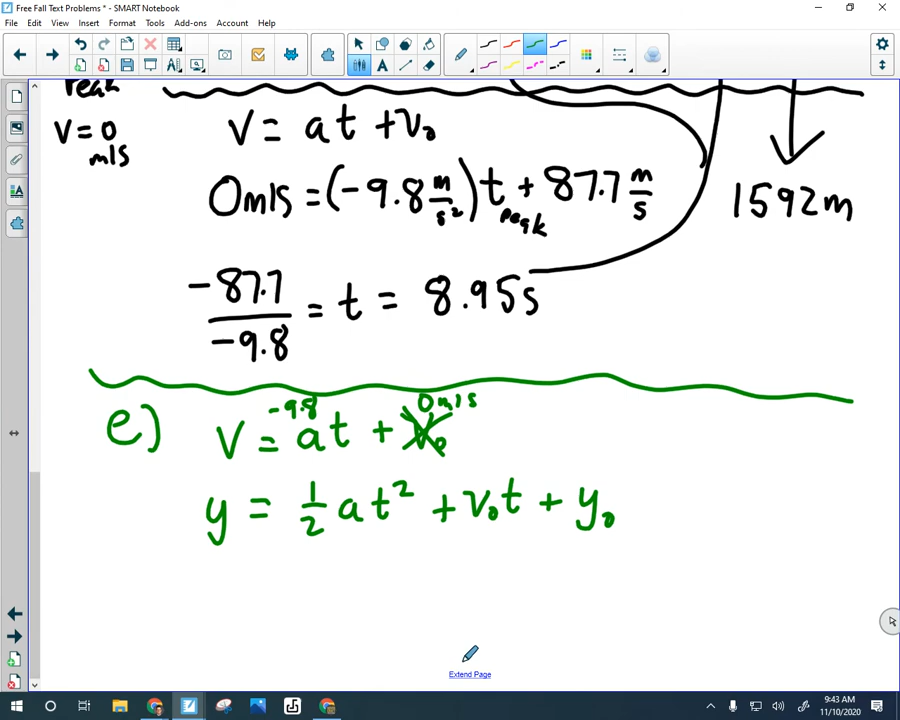 Free Fall Text Problems * - SMART Notebook
File Edit View Insert Format Tools Add-ons Account Help
Peak
V = 0
m/s
V = at + V₀
0m/s = (-9.8 m/s²) t peak + 87.7 m/s
1592m
-87.7/-9.8 = t = 8.95s
e) V = at + V₀
-9.8 0m/s
y = 1/2 at² + V₀t + y₀
Extend Page
9:43 AM
11/10/2020